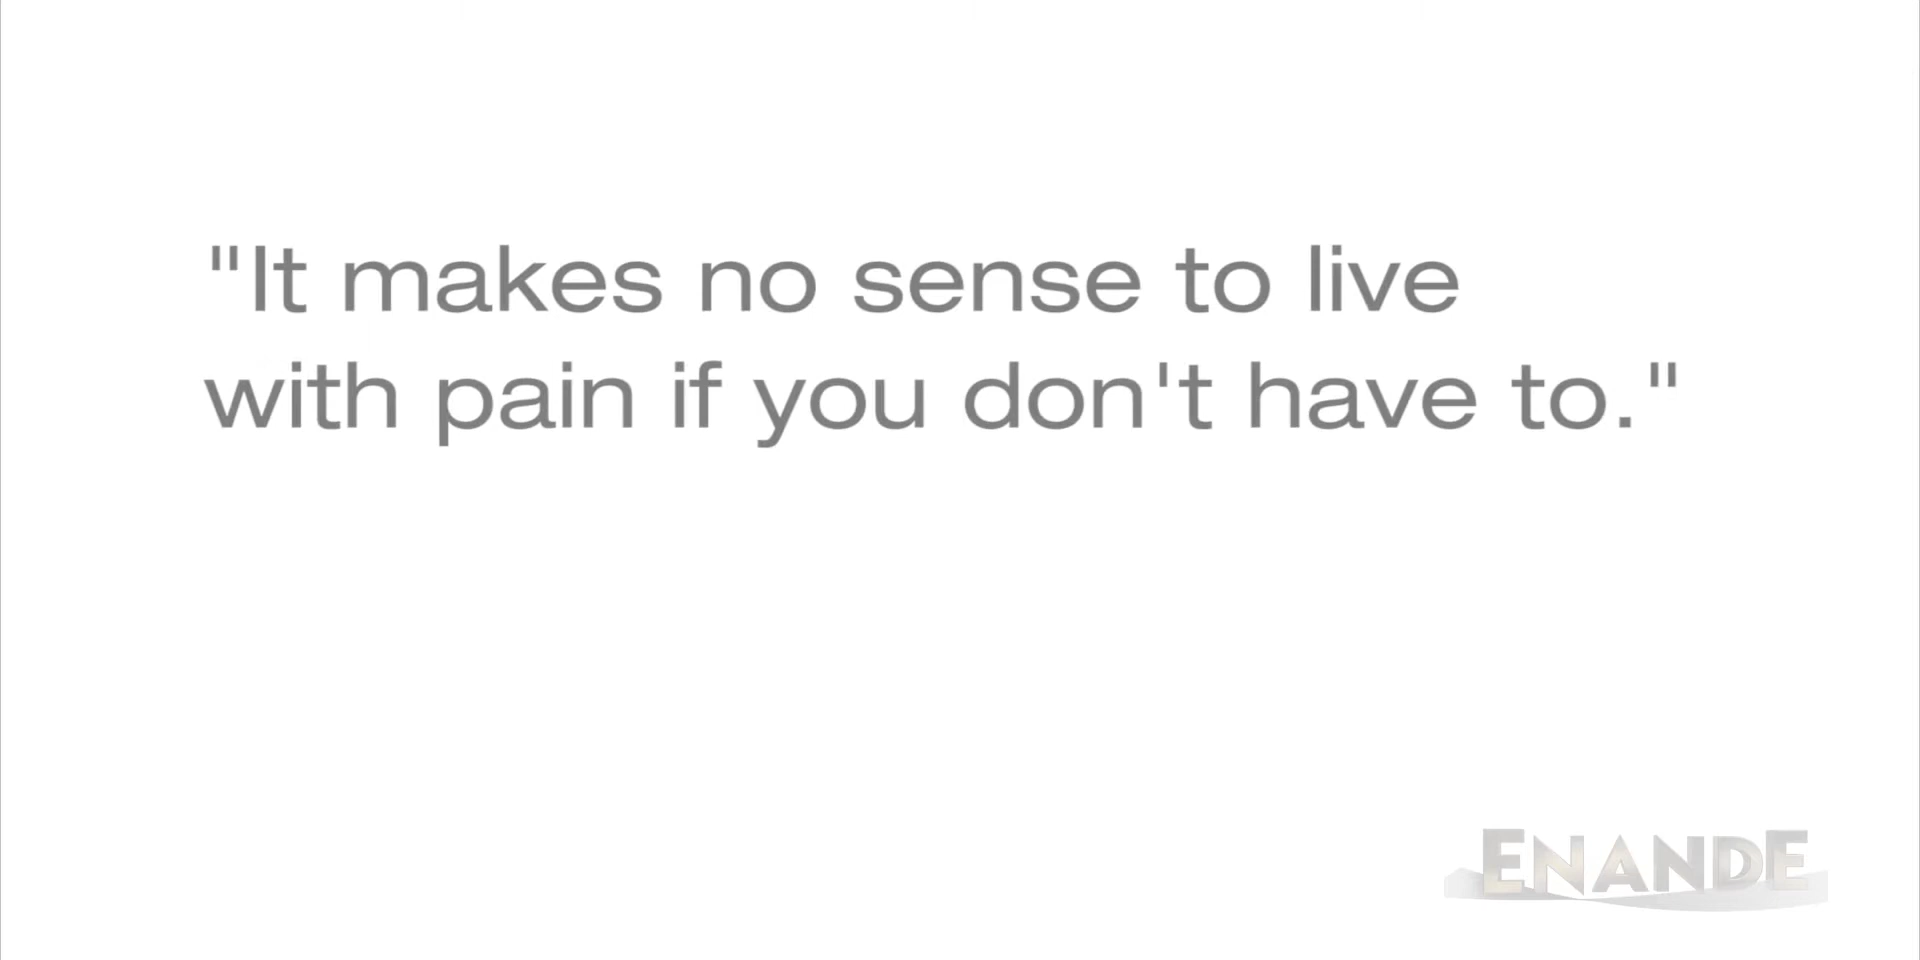 "It makes no sense to live
with pain if you don't have to."
ENANDE